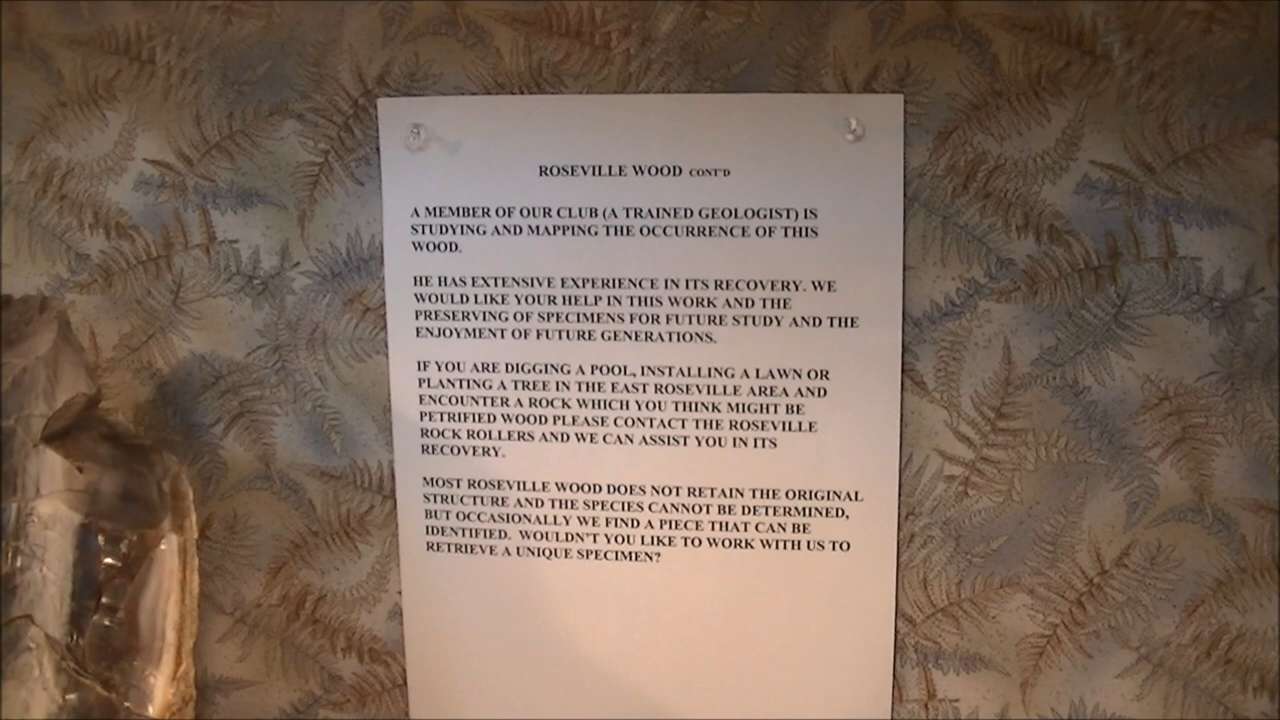 ROSEVILLE WOOD CONT'D
A MEMBER OF OUR CLUB (A TRAINED GEOLOGIST) IS
STUDYING AND MAPPING THE OCCURRENCE OF THIS
WOOD.
HE HAS EXTENSIVE EXPERIENCE IN ITS RECOVERY. WE
WOULD LIKE YOUR HELP IN THIS WORK AND THE
PRESERVING OF SPECIMENS FOR FUTURE STUDY AND THE
ENJOYMENT OF FUTURE GENERATIONS.
IF YOU ARE DIGGING A POOL, INSTALLING A LAWN OR
PLANTING A TREE IN THE EAST ROSEVILLE AREA AND
ENCOUNTER A ROCK WHICH YOU THINK MIGHT BE
PETRIFIED WOOD PLEASE CONTACT THE ROSEVILLE
ROCK ROLLERS AND WE CAN ASSIST YOU IN ITS
RECOVERY.
MOST ROSEVILLE WOOD DOES NOT RETAIN THE ORIGINAL
STRUCTURE AND THE SPECIES CANNOT BE DETERMINED,
BUT OCCASIONALLY WE FIND A PIECE THAT CAN BE
IDENTIFIED. WOULDN'T YOU LIKE TO WORK WITH US TO
RETRIEVE A UNIQUE SPECIMEN?